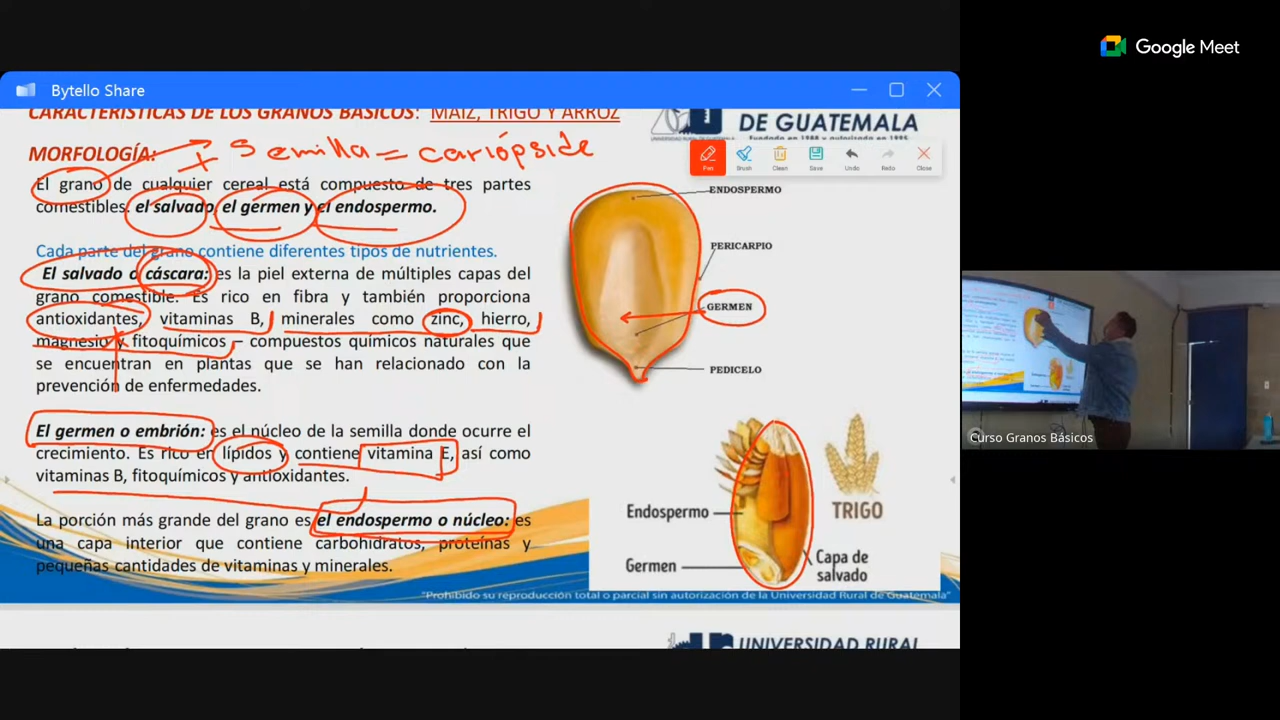 Google Meet
Bytello Share
CARACTERÍSTICAS DE LOS GRANOS BÁSICOS: MAÍZ, TRIGO Y ARROZ
DE GUATEMALA
MORFOLOGÍA:
Semilla = cariópside
Pen Brush Clean Save Undo Redo Close
El grano de cualquier cereal está compuesto de tres partes
comestibles. el salvado, el germen y el endospermo.
Cada parte del grano contiene diferentes tipos de nutrientes.
El salvado o cáscara: es la piel externa de múltiples capas del
grano comestible. Es rico en fibra y también proporciona
antioxidantes, vitaminas B, minerales como zinc, hierro,
magnesio y fitoquímicos – compuestos químicos naturales que
se encuentran en plantas que se han relacionado con la
prevención de enfermedades.
El germen o embrión: es el núcleo de la semilla donde ocurre el
crecimiento. Es rico en lípidos y contiene vitamina E, así como
vitaminas B, fitoquímicos y antioxidantes.
La porción más grande del grano es el endospermo o núcleo: es
una capa interior que contiene carbohidratos, proteínas y
pequeñas cantidades de vitaminas y minerales.
ENDOSPERMO
PERICARPIO
GERMEN
PEDICELO
Endospermo
Germen
TRIGO
Capa de
salvado
"Prohibido su reproducción total o parcial sin autorización de la Universidad Rural de Guatemala"
UNIVERSIDAD RURAL
Curso Granos Básicos